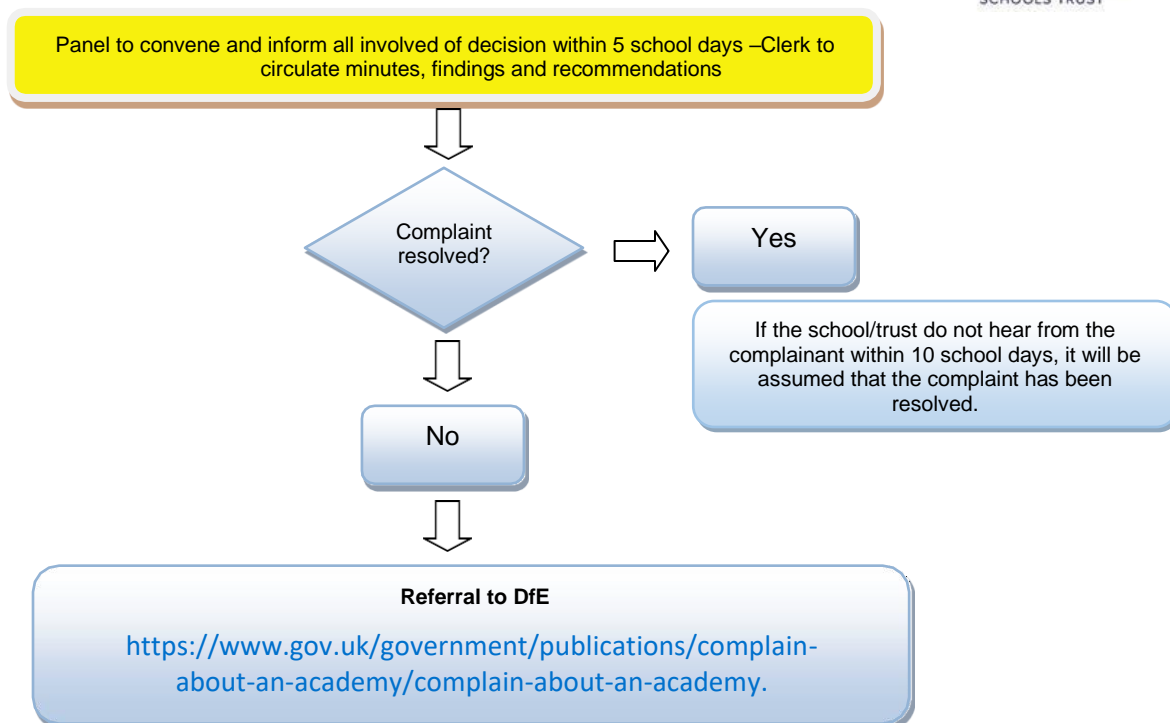 SCHOOLS TRUST
Panel to convene and inform all involved of decision within 5 school days –Clerk to
circulate minutes, findings and recommendations
Complaint
resolved?
Yes
If the school/trust do not hear from the
complainant within 10 school days, it will be
assumed that the complaint has been
resolved.
No
Referral to DfE
https://www.gov.uk/government/publications/complain-
about-an-academy/complain-about-an-academy.